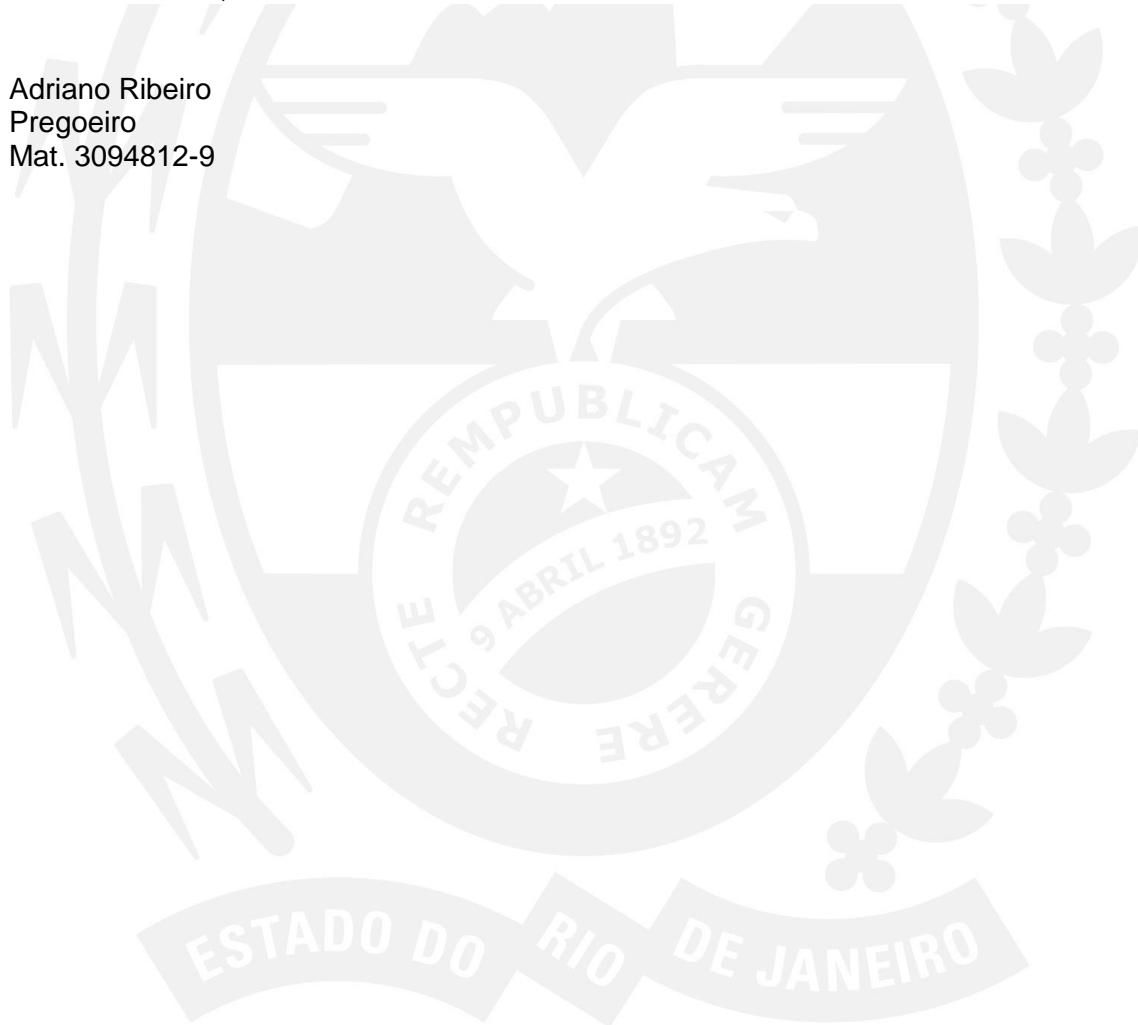 Adriano Ribeiro
Pregoeiro
Mat. 3094812-9
RECTE REMPUBLICAM GERERE
9 ABRIL 1892
ESTADO DO RIO DE JANEIRO